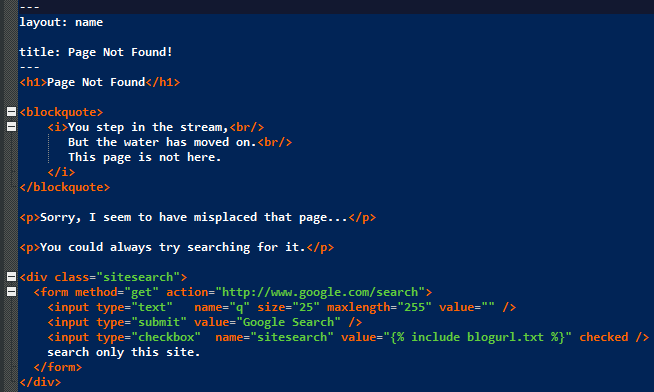 ---
layout: name
title: Page Not Found!
---
<h1>Page Not Found</h1>
<blockquote>
<i>You step in the stream,<br/>
But the water has moved on.<br/>
This page is not here.
</i>
</blockquote>
<p>Sorry, I seem to have misplaced that page...</p>
<p>You could always try searching for it.</p>
<div class="sitesearch">
<form method="get" action="http://www.google.com/search">
<input type="text"   name="q" size="25" maxlength="255" value="" />
<input type="submit" value="Google Search" />
<input type="checkbox"  name="sitesearch" value="{% include blogurl.txt %}" checked />
search only this site.
</form>
</div>